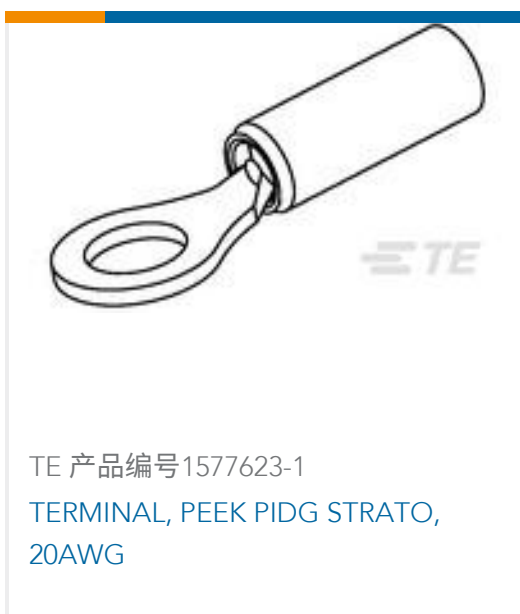 TE
TE 产品编号1577623-1
TERMINAL, PEEK PIDG STRATO,
20AWG